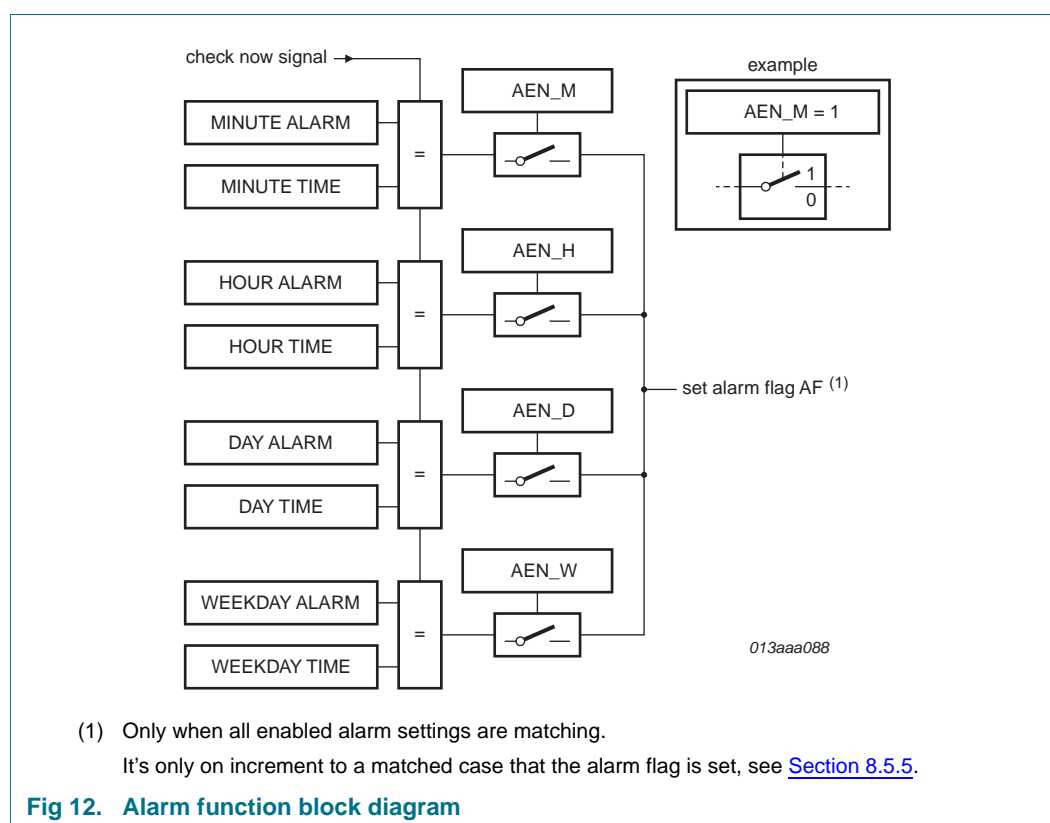 check now signal
example
AEN_M
AEN_M = 1
MINUTE ALARM
=
1
MINUTE TIME
0
AEN_H
HOUR ALARM
=
HOUR TIME
set alarm flag AF (1)
AEN_D
DAY ALARM
=
DAY TIME
AEN_W
WEEKDAY ALARM
=
013aaa088
WEEKDAY TIME
(1) Only when all enabled alarm settings are matching.
It's only on increment to a matched case that the alarm flag is set, see Section 8.5.5.
Fig 12. Alarm function block diagram